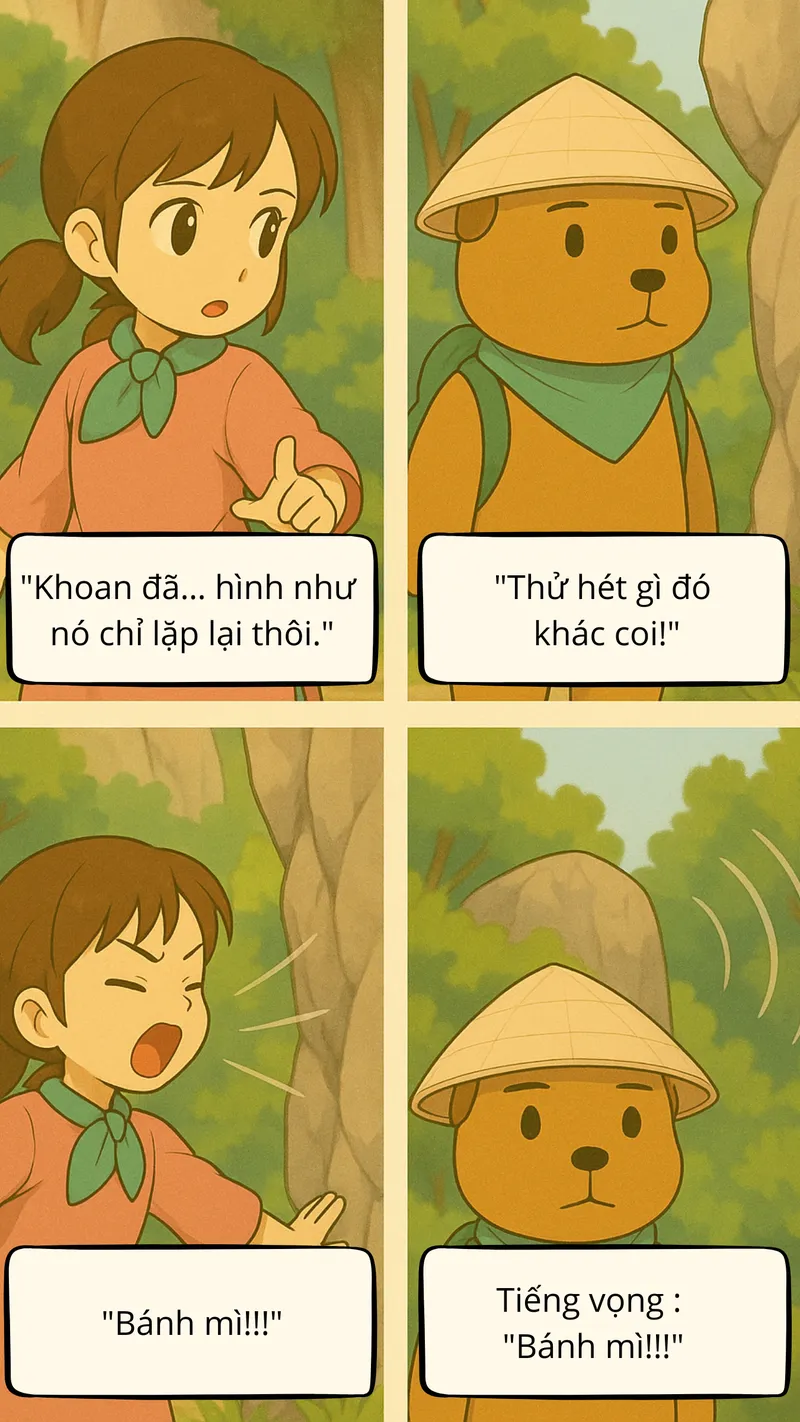 "Khoan đã... hình như
nó chỉ lặp lại thôi."
"Thử hét gì đó
khác coi!"
"Bánh mì!!!"
Tiếng vọng :
"Bánh mì!!!"